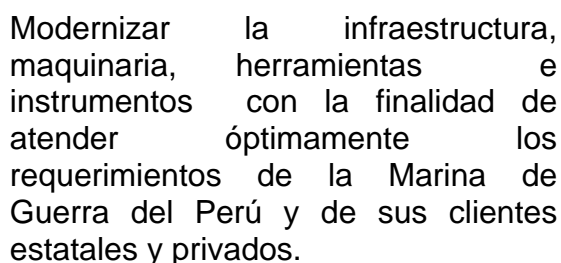 Modernizar la infraestructura,
maquinaria, herramientas e
instrumentos con la finalidad de
atender óptimamente los
requerimientos de la Marina de
Guerra del Perú y de sus clientes
estatales y privados.